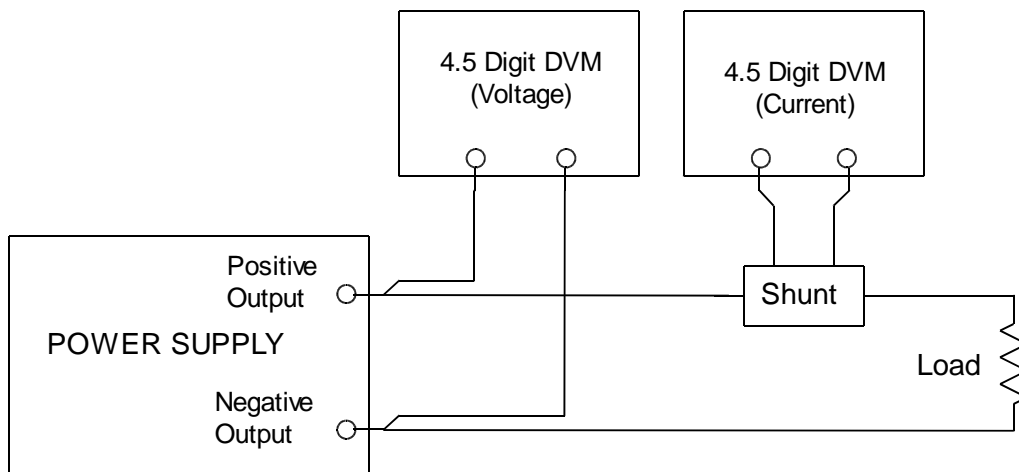 4.5 Digit DVM
(Voltage)
4.5 Digit DVM
(Current)
Positive
Output
Shunt
POWER SUPPLY
Load
Negative
Output